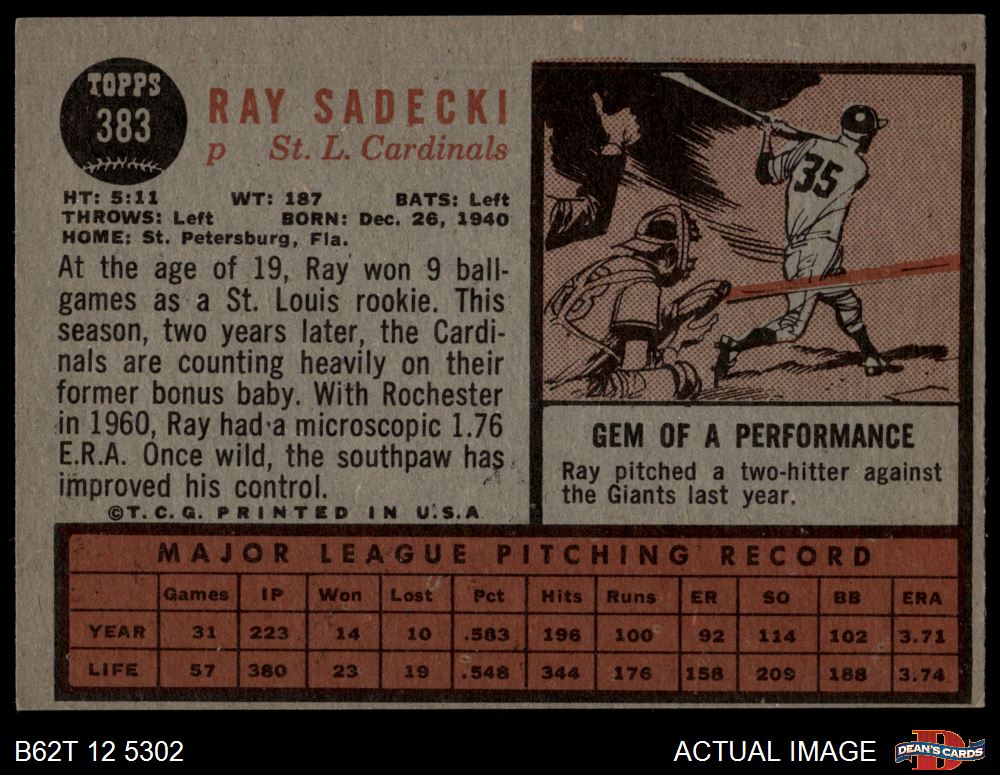 TOPPS
383
RAY SADECKI
p St. L. Cardinals
HT: 5:11 WT: 187 BATS: Left
THROWS: Left BORN: Dec. 26, 1940
HOME: St. Petersburg, Fla.
At the age of 19, Ray won 9 ball-
games as a St. Louis rookie. This
season, two years later, the Cardi-
nals are counting heavily on their
former bonus baby. With Rochester
in 1960, Ray had a microscopic 1.76
E.R.A. Once wild, the southpaw has
improved his control.
©T.C.G. PRINTED IN U.S.A
35
GEM OF A PERFORMANCE
Ray pitched a two-hitter against
the Giants last year.
MAJOR LEAGUE PITCHING RECORD
Games IP Won Lost Pct Hits Runs ER SO BB ERA
YEAR 31 223 14 10 .583 196 100 92 114 102 3.71
LIFE 57 380 23 19 .548 344 176 158 209 188 3.74
B62T 12 5302
ACTUAL IMAGE
DEAN'S CARDS